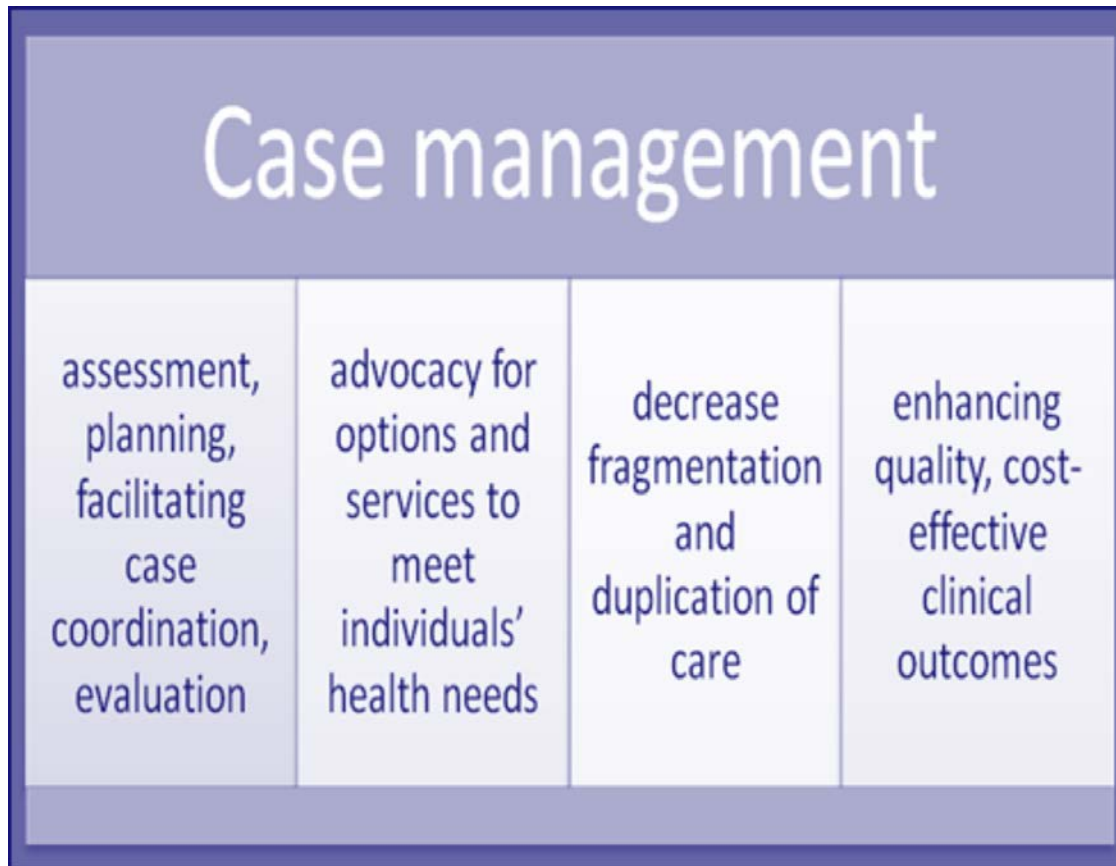 Case management
assessment,
planning,
facilitating
case
coordination,
evaluation
advocacy for
options and
services to
meet
individuals’
health needs
decrease
fragmentation
and
duplication of
care
enhancing
quality, cost-
effective
clinical
outcomes